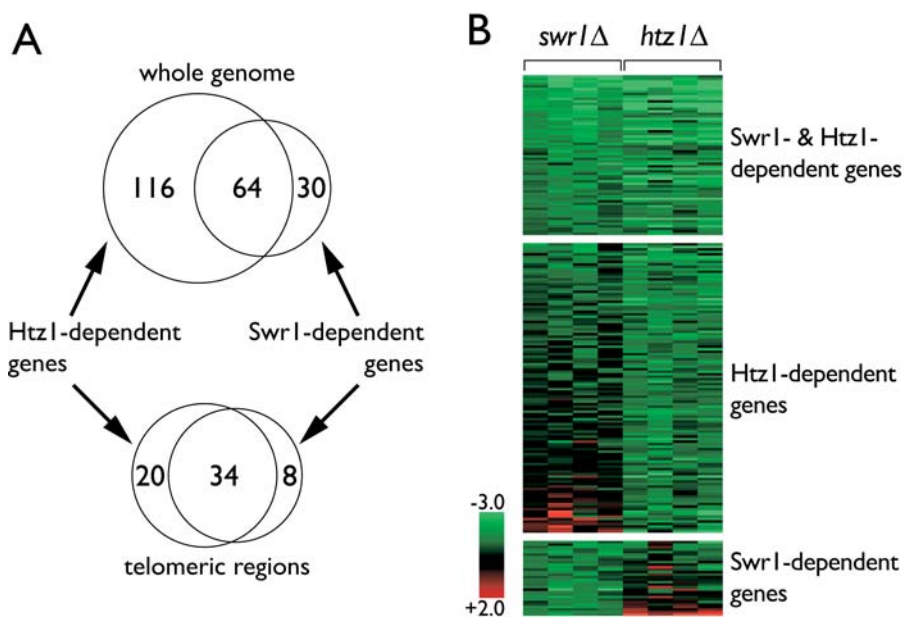 A
whole genome
116
64
30
Htz1-dependent
genes
Swr1-dependent
genes
20
34
8
telomeric regions
B
swr1Δ
htz1Δ
Swr1- & Htz1-
dependent genes
Htz1-dependent
genes
Swr1-dependent
genes
-3.0
+2.0